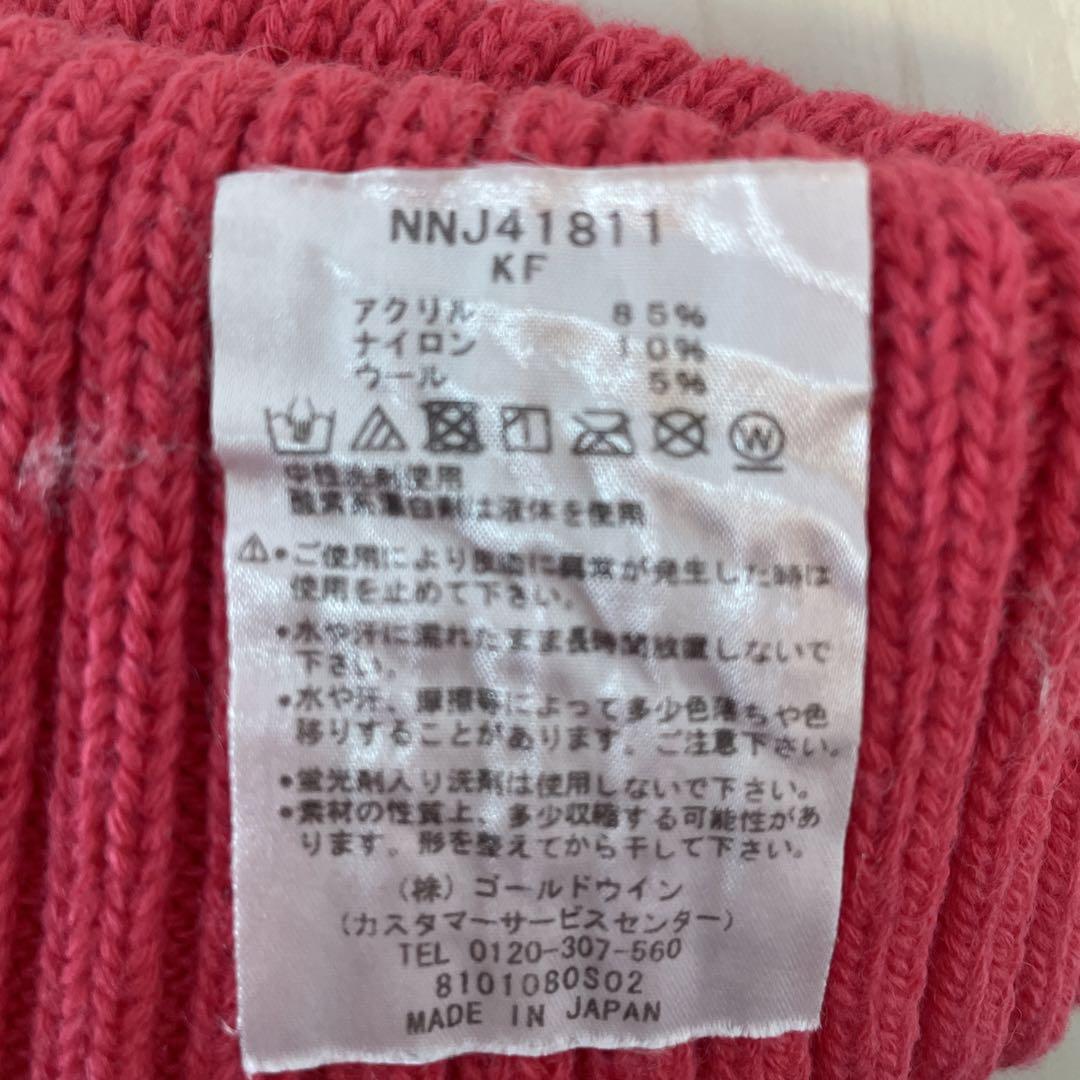 NNJ41811
KF
アクリル 85%
ナイロン 10%
ウール 5%
W
中性洗剤使用
酸素系漂白剤は液体を使用
⚠•ご使用により皮膚に異常が発生した時は
使用を止めて下さい。
•水や汗に濡れたまま長時間放置しないで
下さい。
•水や汗、摩擦等によって多少色落ちや色
移りすることがあります。ご注意下さい。
•蛍光剤入り洗剤は使用しないで下さい。
•素材の性質上、多少収縮する可能性があ
ります。形を整えてから干して下さい。
(株)ゴールドウイン
(カスタマーサービスセンター)
TEL 0120-307-560
8101080S02
MADE IN JAPAN